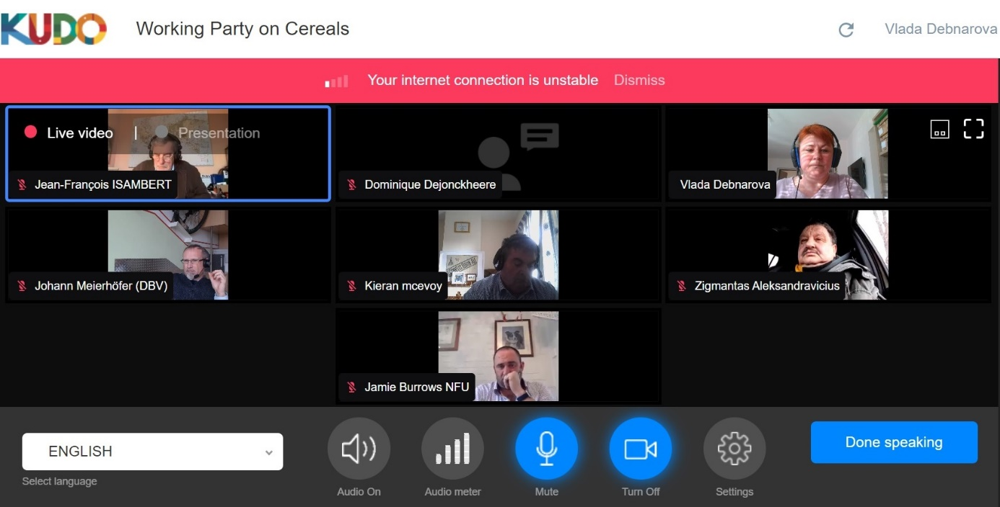 KUDO
Working Party on Cereals
Vlada Debnarova
Your internet connection is unstable
Dismiss
Live video | Presentation
Jean-François ISAMBERT
Dominique Dejonckheere
Vlada Debnarova
Johann Meierhöfer (DBV)
Kieran mcevoy
Zigmantas Aleksandravicius
Jamie Burrows NFU
ENGLISH
Select language
Audio On
Audio meter
Mute
Turn Off
Settings
Done speaking